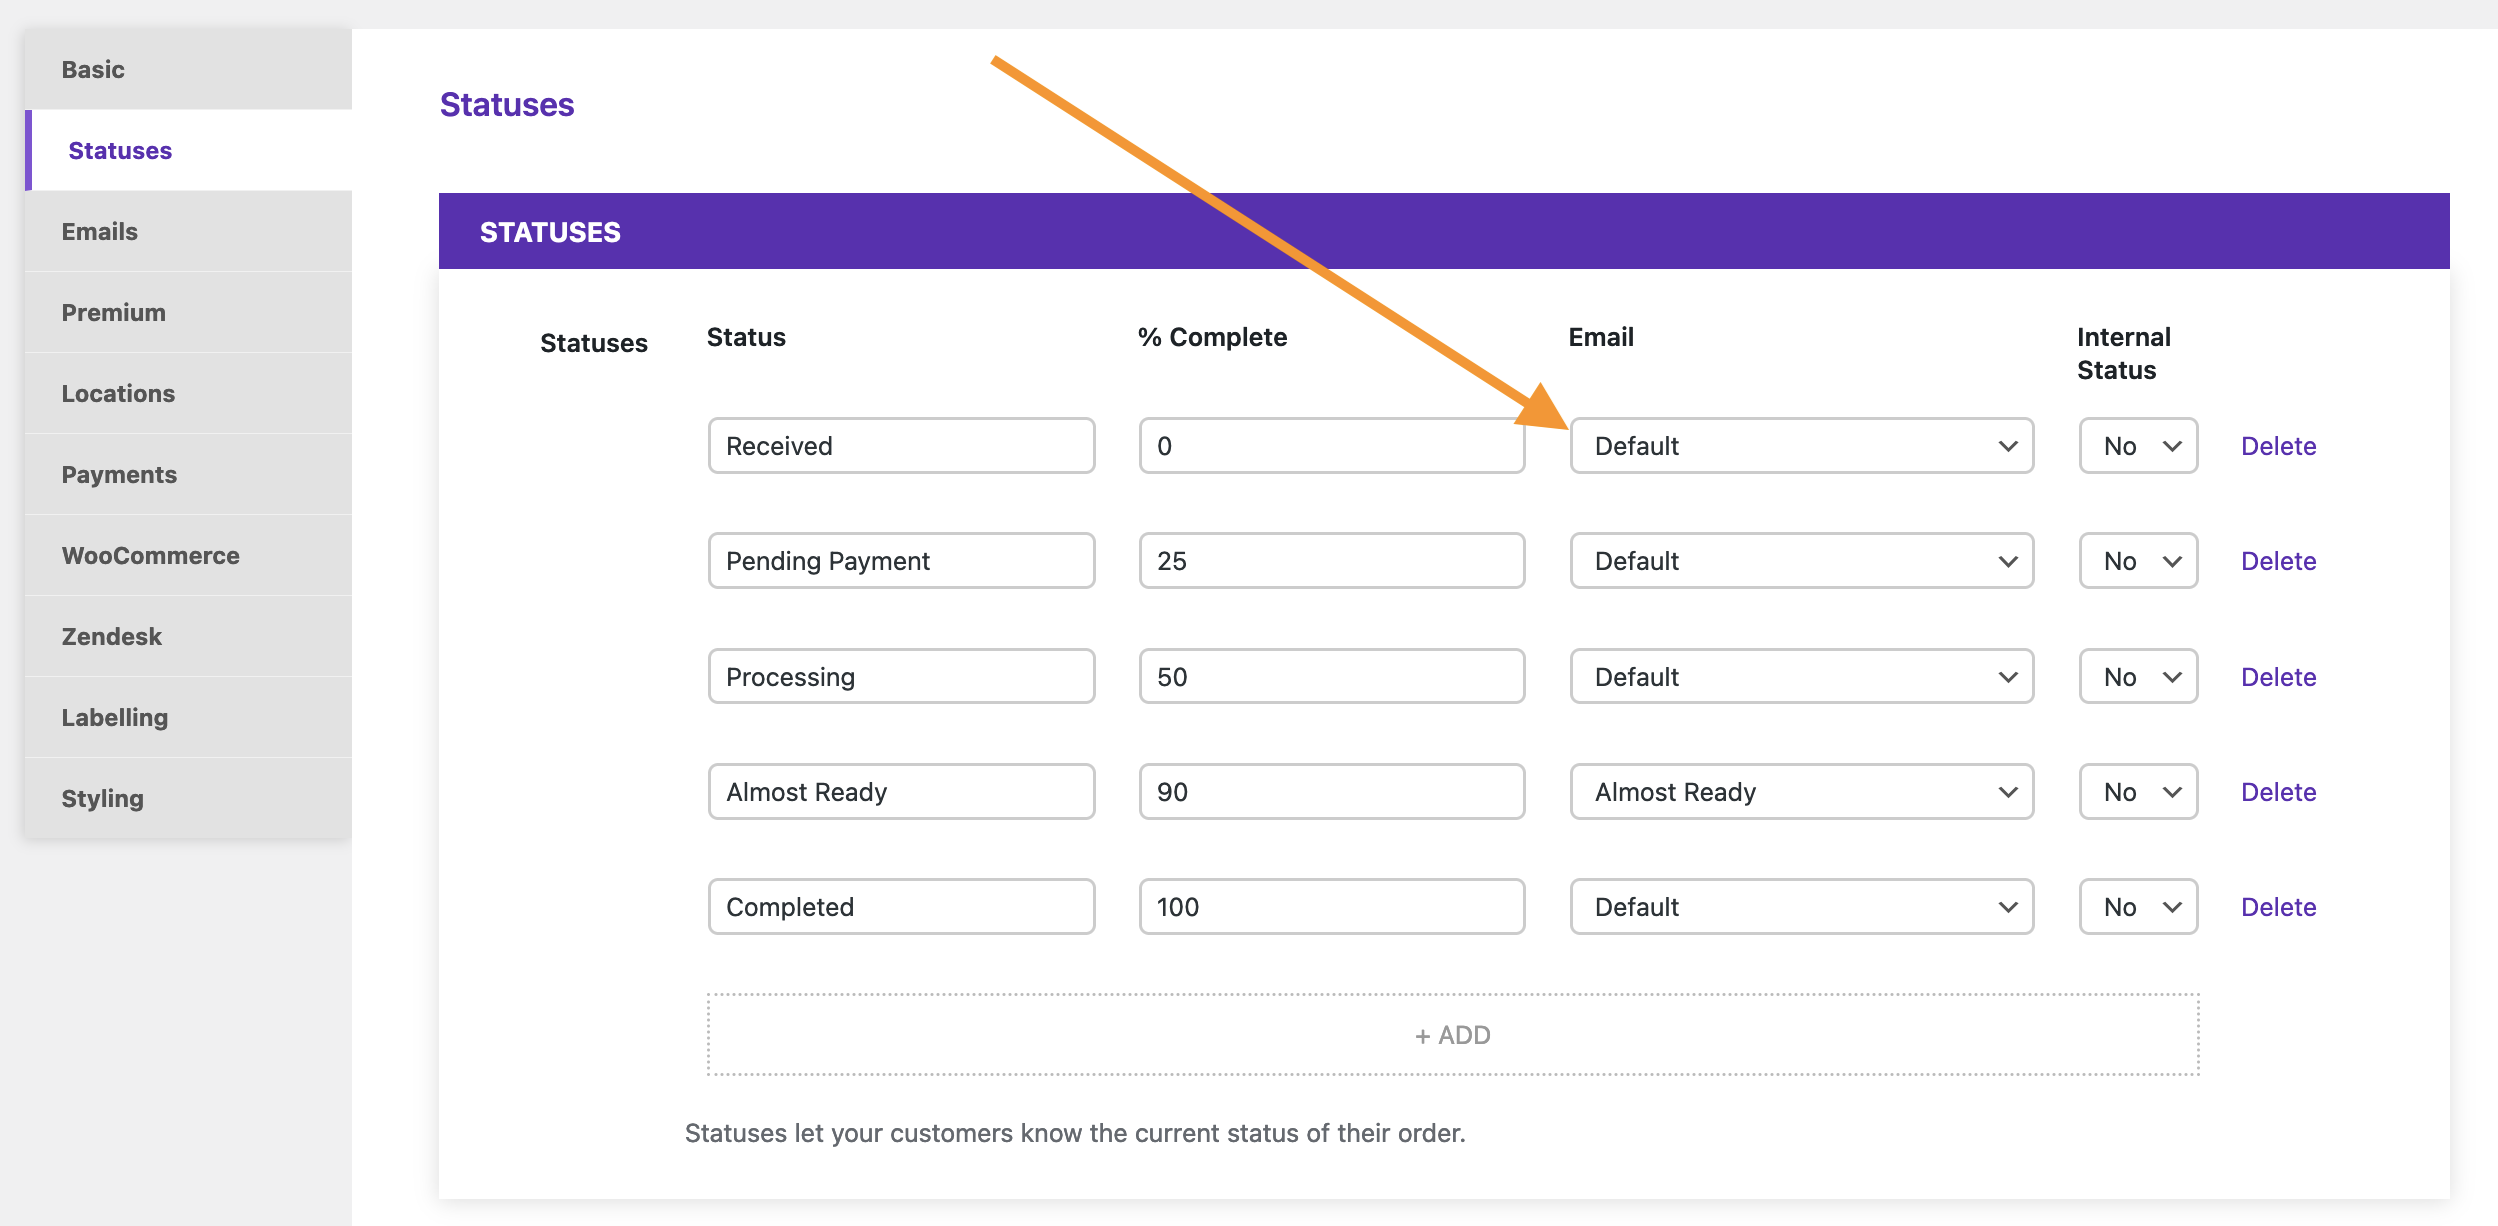 Basic
Statuses
Emails
Premium
Locations
Payments
WooCommerce
Zendesk
Labelling
Styling
Statuses
STATUSES
Statuses Status % Complete Email Internal Status
Received 0 Default No Delete
Pending Payment 25 Default No Delete
Processing 50 Default No Delete
Almost Ready 90 Almost Ready No Delete
Completed 100 Default No Delete
+ ADD
Statuses let your customers know the current status of their order.